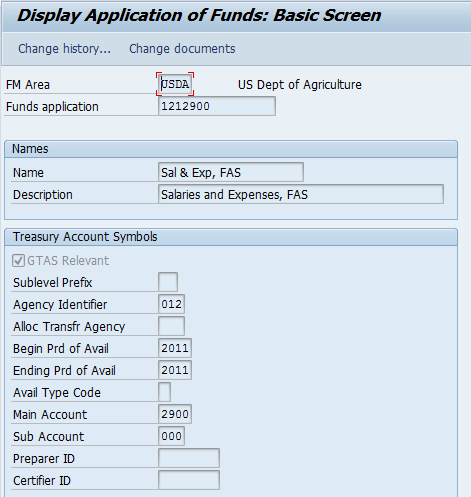 Display Application of Funds: Basic Screen
Change history... Change documents
FM Area USDA US Dept of Agriculture
Funds application 1212900
Names
Name Sal & Exp, FAS
Description Salaries and Expenses, FAS
Treasury Account Symbols
GTAS Relevant
Sublevel Prefix
Agency Identifier 012
Alloc Transfr Agency
Begin Prd of Avail 2011
Ending Prd of Avail 2011
Avail Type Code
Main Account 2900
Sub Account 000
Preparer ID
Certifier ID